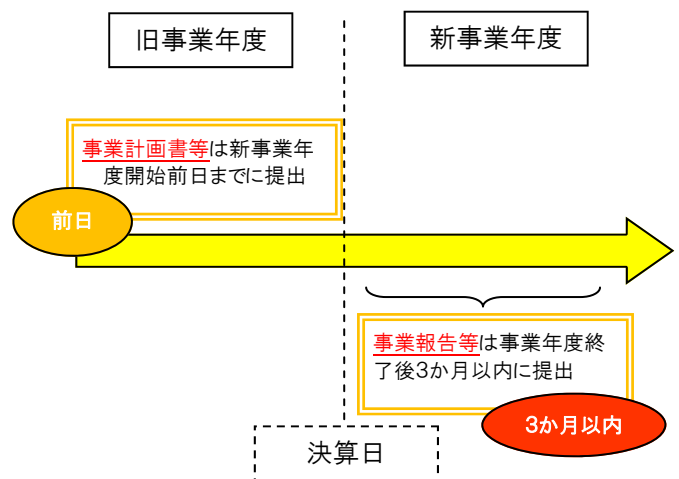 旧事業年度
新事業年度
事業計画書等は新事業年
度開始前日までに提出
前日
事業報告等は事業年度終
了後3か月以内に提出
3か月以内
決算日